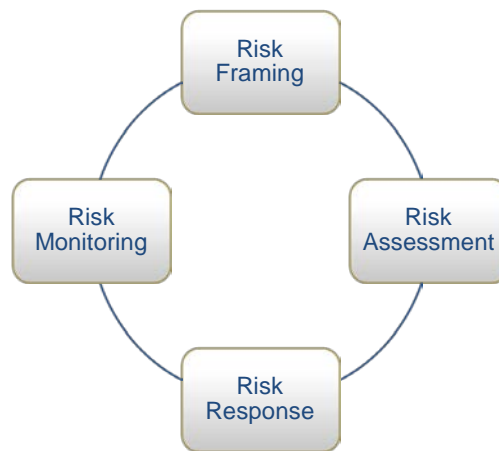 Risk
Framing
Risk
Assessment
Risk
Response
Risk
Monitoring